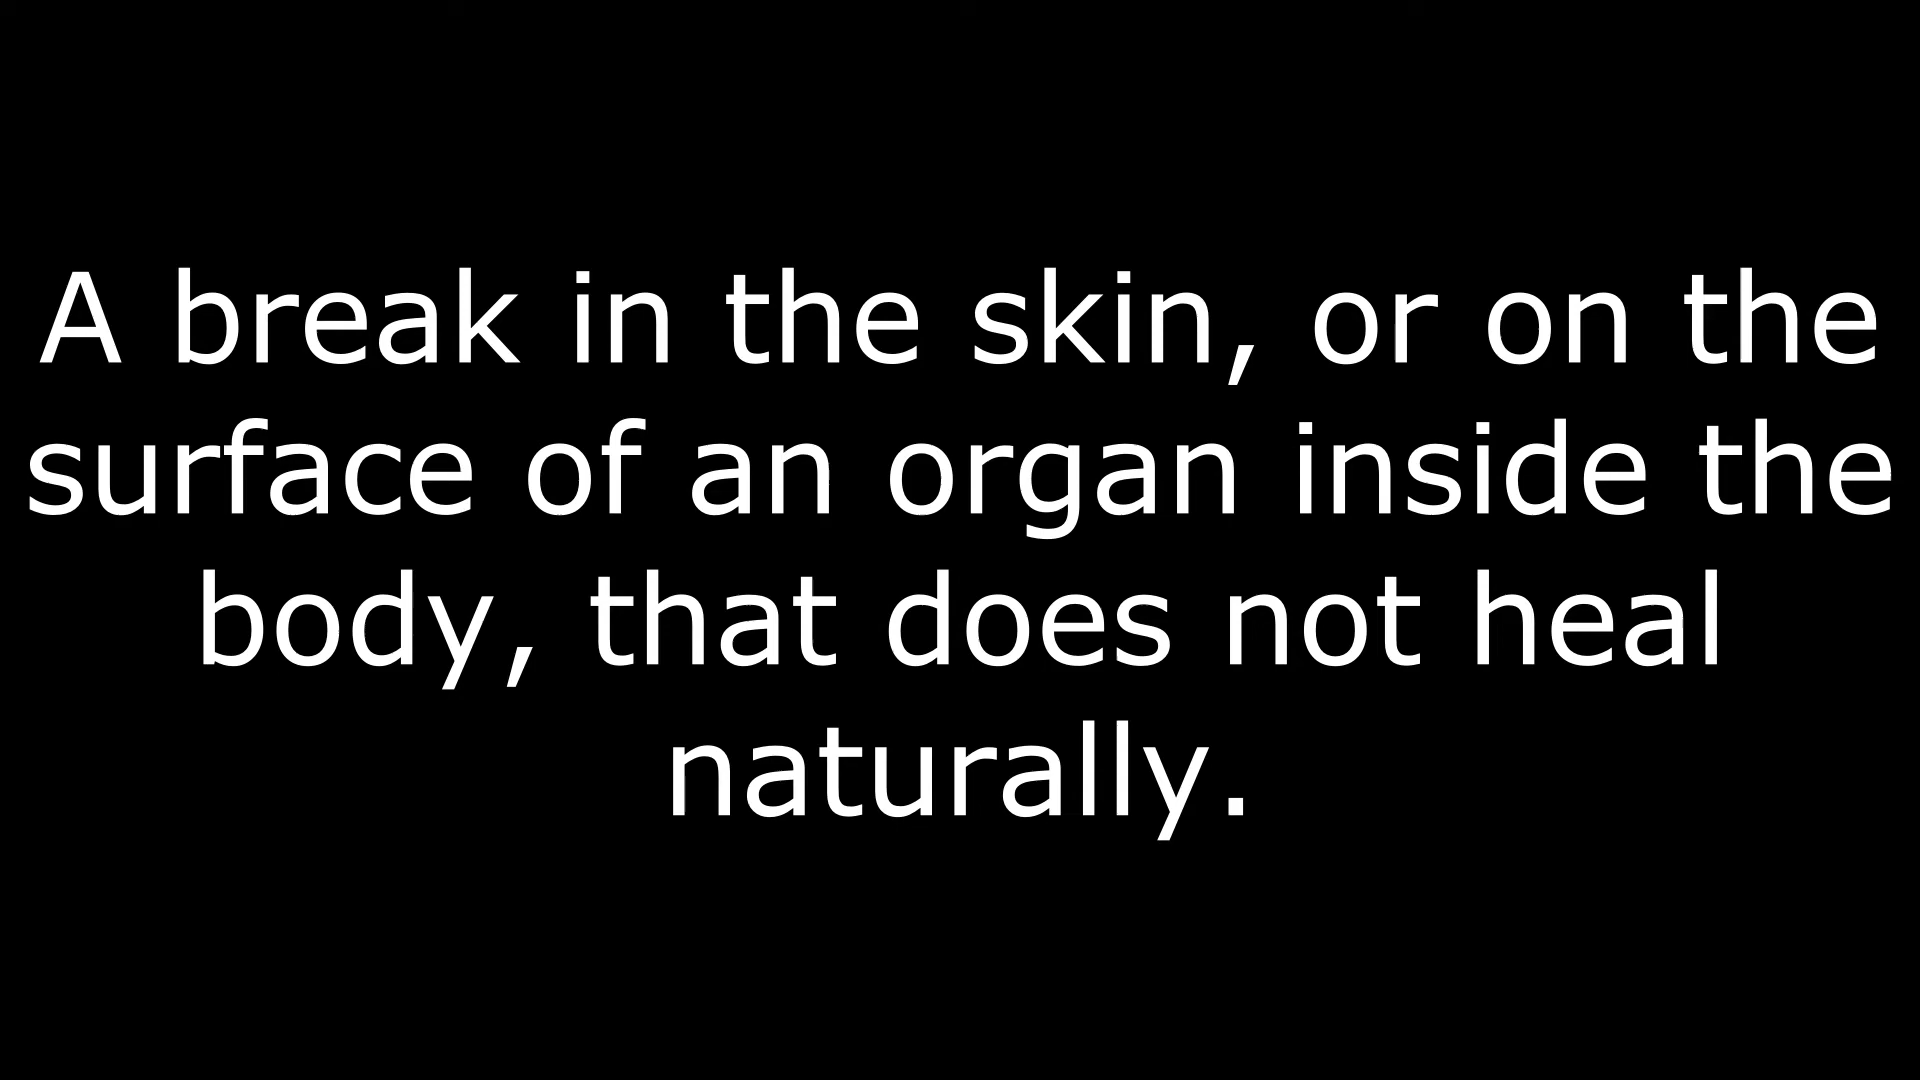 A break in the skin, or on the
surface of an organ inside the
body, that does not heal
naturally.